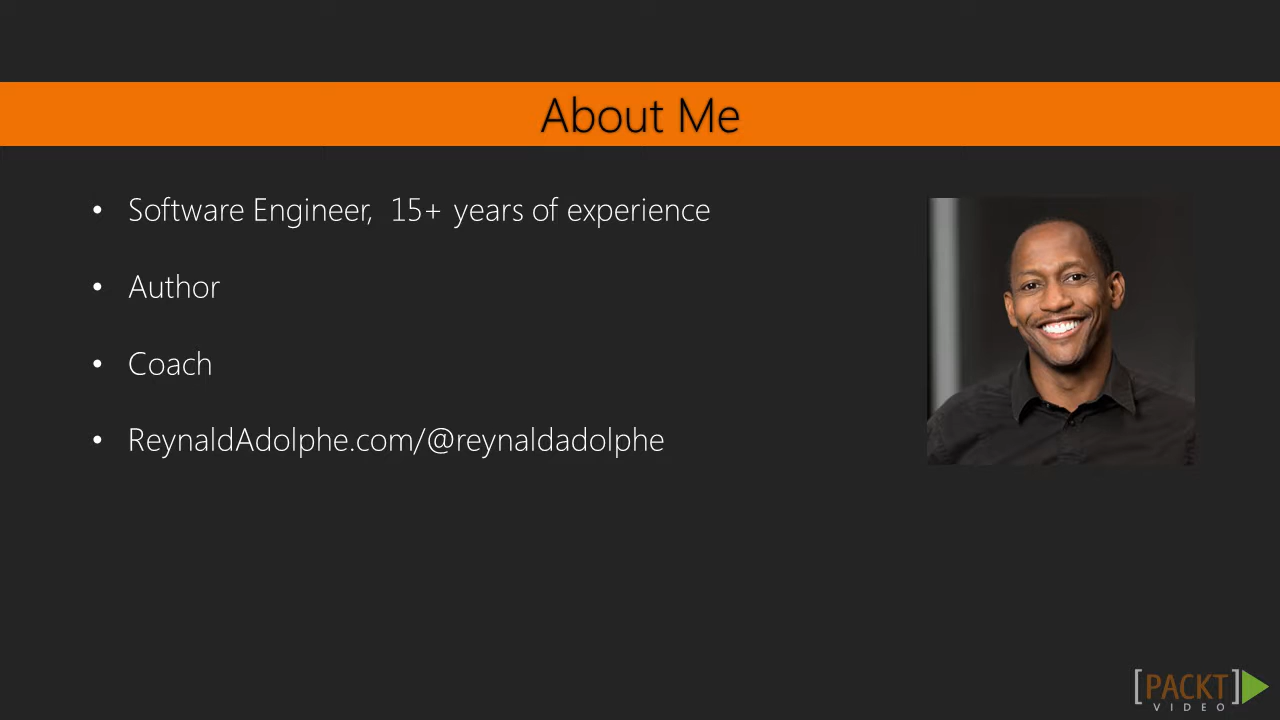 About Me
• Software Engineer, 15+ years of experience
• Author
• Coach
• ReynaldAdolphe.com/@reynaldadolphe
[PACKT]
VIDEO